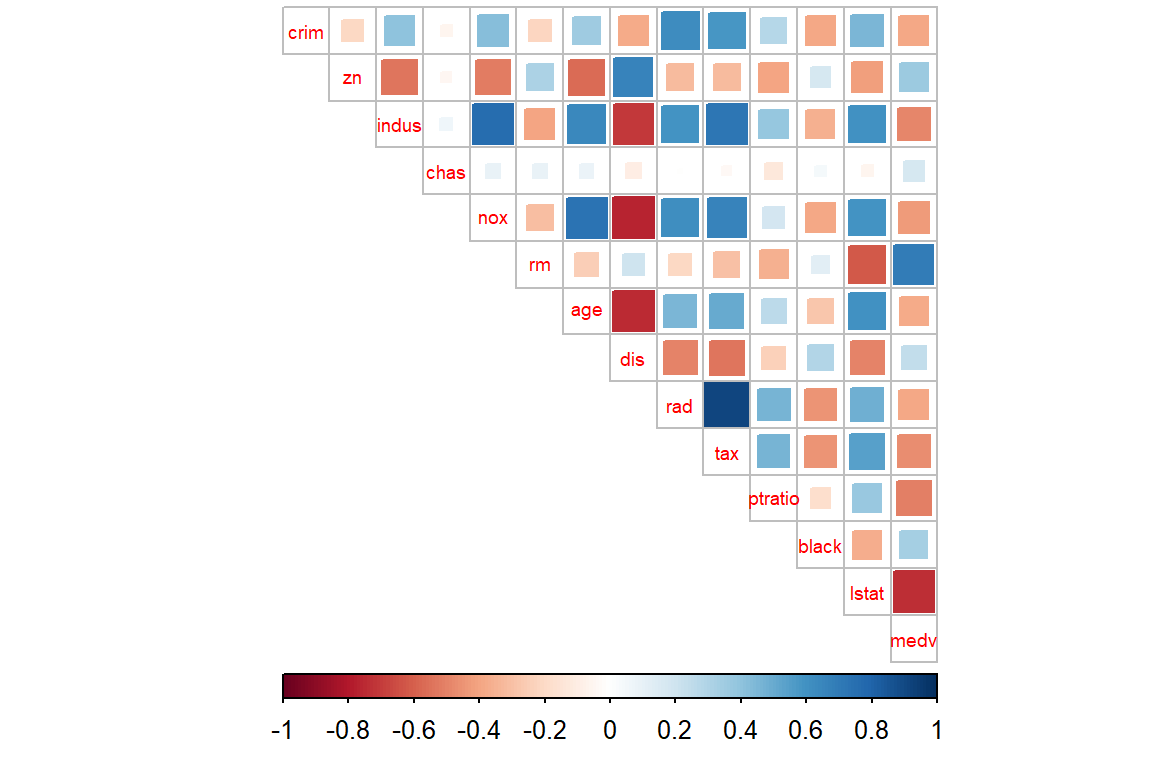 crim
zn
indus
chas
nox
rm
age
dis
rad
tax
ptratio
black
lstat
medv
-1 -0.8 -0.6 -0.4 -0.2 0 0.2 0.4 0.6 0.8 1